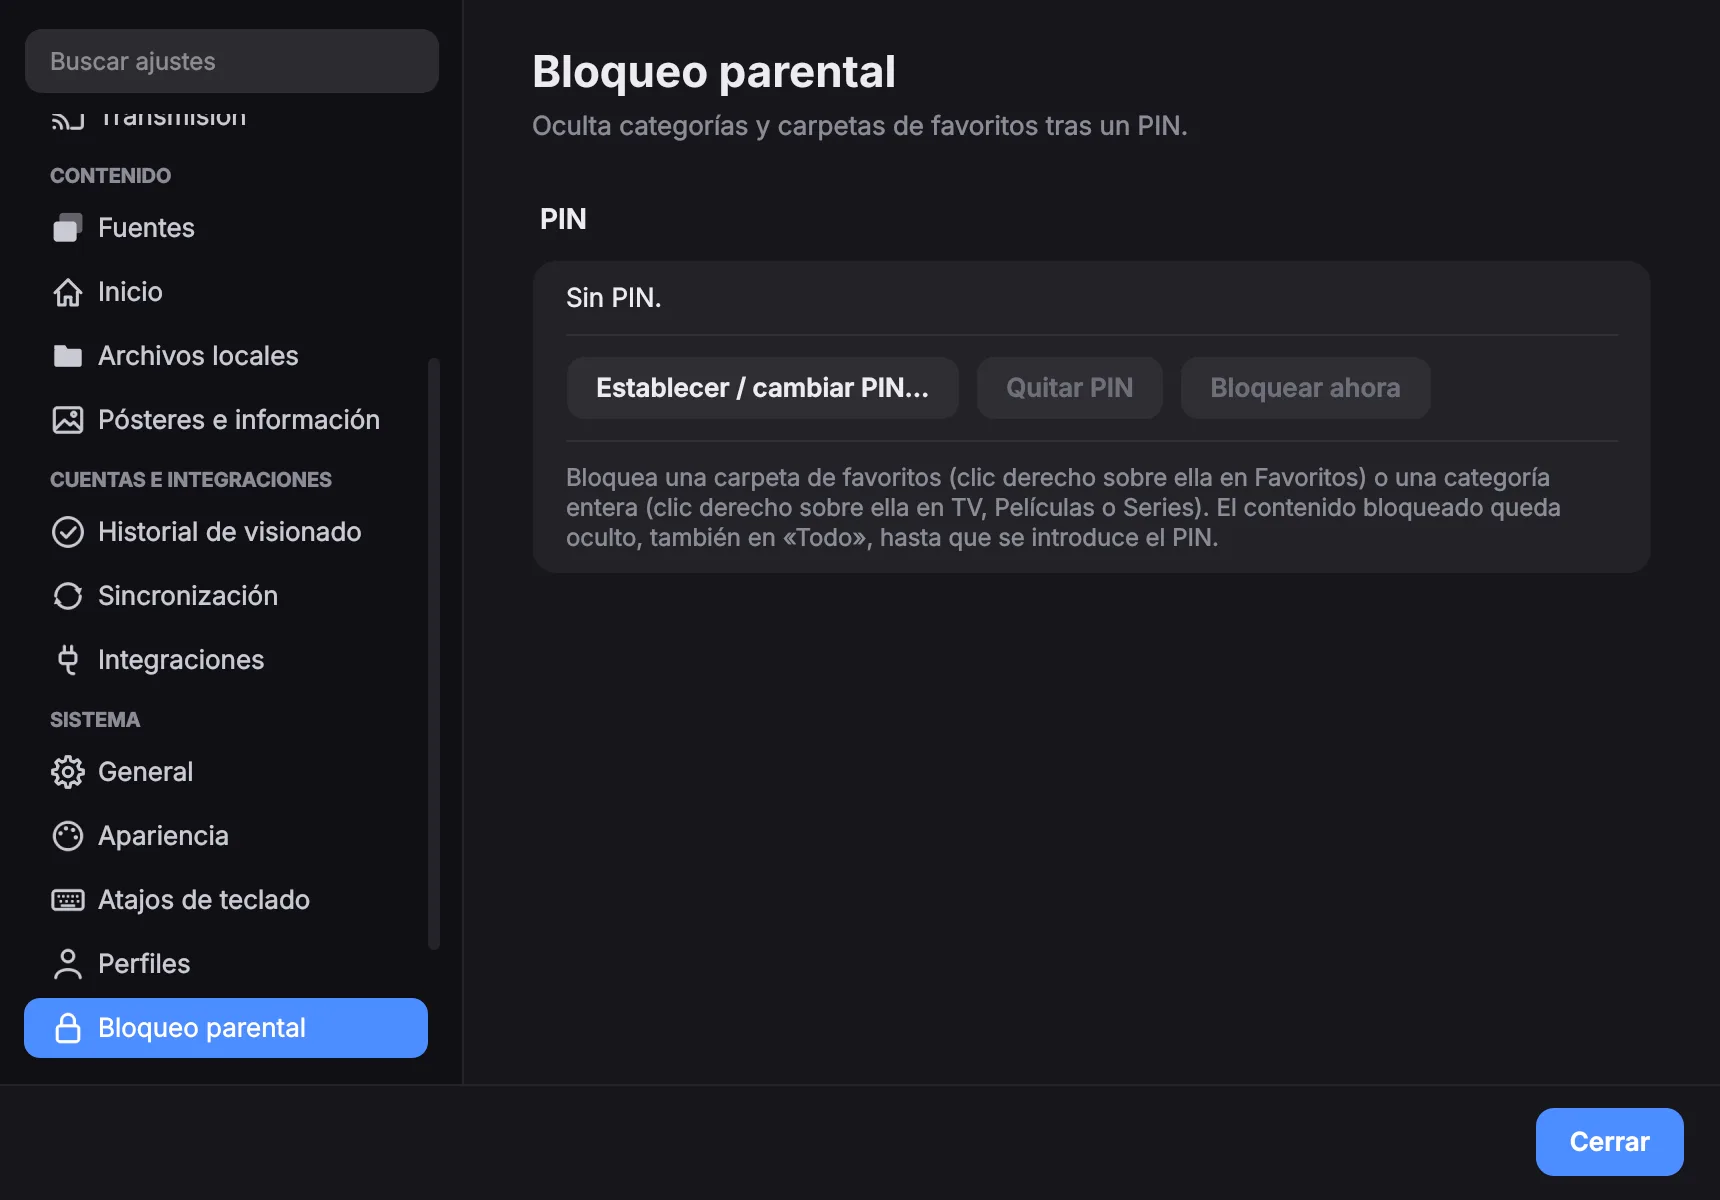 Buscar ajustes
Transmisión
CONTENIDO
Fuentes
Inicio
Archivos locales
Pósteres e información
CUENTAS E INTEGRACIONES
Historial de visionado
Sincronización
Integraciones
SISTEMA
General
Apariencia
Atajos de teclado
Perfiles
Bloqueo parental
Bloqueo parental
Oculta categorías y carpetas de favoritos tras un PIN.
PIN
Sin PIN.
Establecer / cambiar PIN...
Quitar PIN
Bloquear ahora
Bloquea una carpeta de favoritos (clic derecho sobre ella en Favoritos) o una categoría
entera (clic derecho sobre ella en TV, Películas o Series). El contenido bloqueado queda
oculto, también en «Todo», hasta que se introduce el PIN.
Cerrar